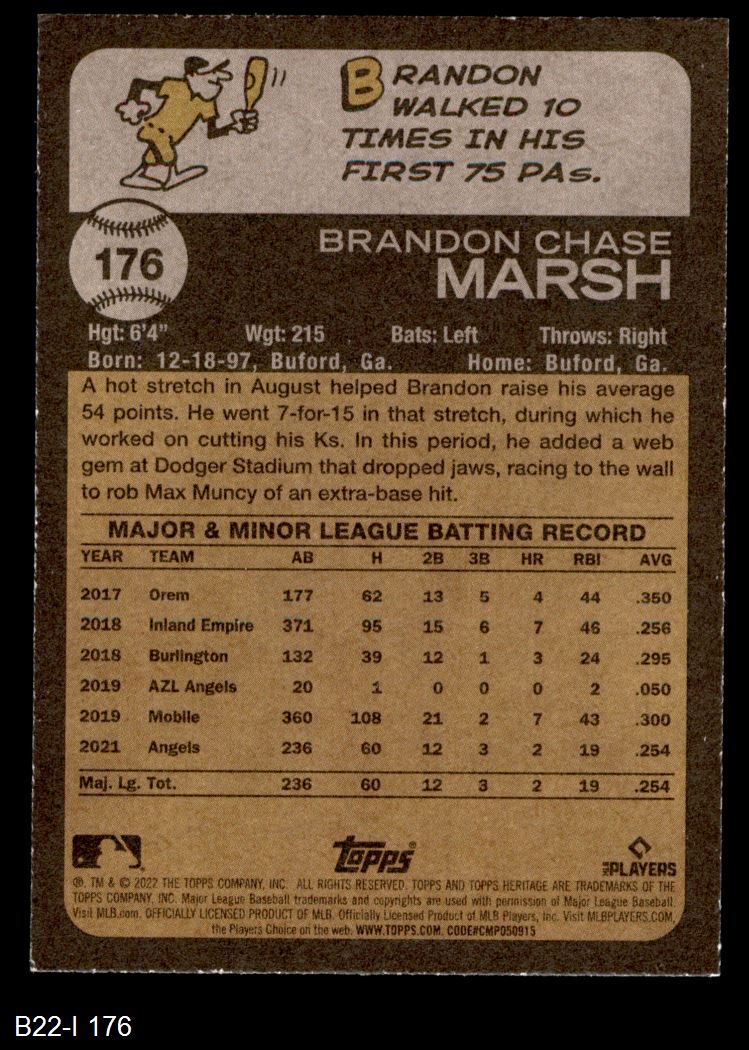 BRANDON
WALKED 10
TIMES IN HIS
FIRST 75 PAs.
176
BRANDON CHASE
MARSH
Hgt: 6'4" Wgt: 215 Bats: Left Throws: Right
Born: 12-18-97, Buford, Ga. Home: Buford, Ga.
A hot stretch in August helped Brandon raise his average
54 points. He went 7-for-15 in that stretch, during which he
worked on cutting his Ks. In this period, he added a web
gem at Dodger Stadium that dropped jaws, racing to the wall
to rob Max Muncy of an extra-base hit.
MAJOR & MINOR LEAGUE BATTING RECORD
YEAR TEAM AB H 2B 3B HR RBI AVG
2017 Orem 177 62 13 5 4 44 .350
2018 Inland Empire 371 95 15 6 7 46 .256
2018 Burlington 132 39 12 1 3 24 .295
2019 AZL Angels 20 1 0 0 0 2 .050
2019 Mobile 360 108 21 2 7 43 .300
2021 Angels 236 60 12 3 2 19 .254
Maj. Lg. Tot. 236 60 12 3 2 19 .254
Topps®
MLB PLAYERS
®, TM & © 2022 THE TOPPS COMPANY, INC. ALL RIGHTS RESERVED. TOPPS AND TOPPS HERITAGE ARE TRADEMARKS OF THE
TOPPS COMPANY, INC. Major League Baseball trademarks and copyrights are used with permission of Major League Baseball.
Visit MLB.com. OFFICIALLY LICENSED PRODUCT OF MLB. Officially Licensed Product of MLB Players, Inc. Visit MLBPLAYERS.COM,
the Players Choice on the web. WWW.TOPPS.COM. CODE#CMP050915
B22-I 176